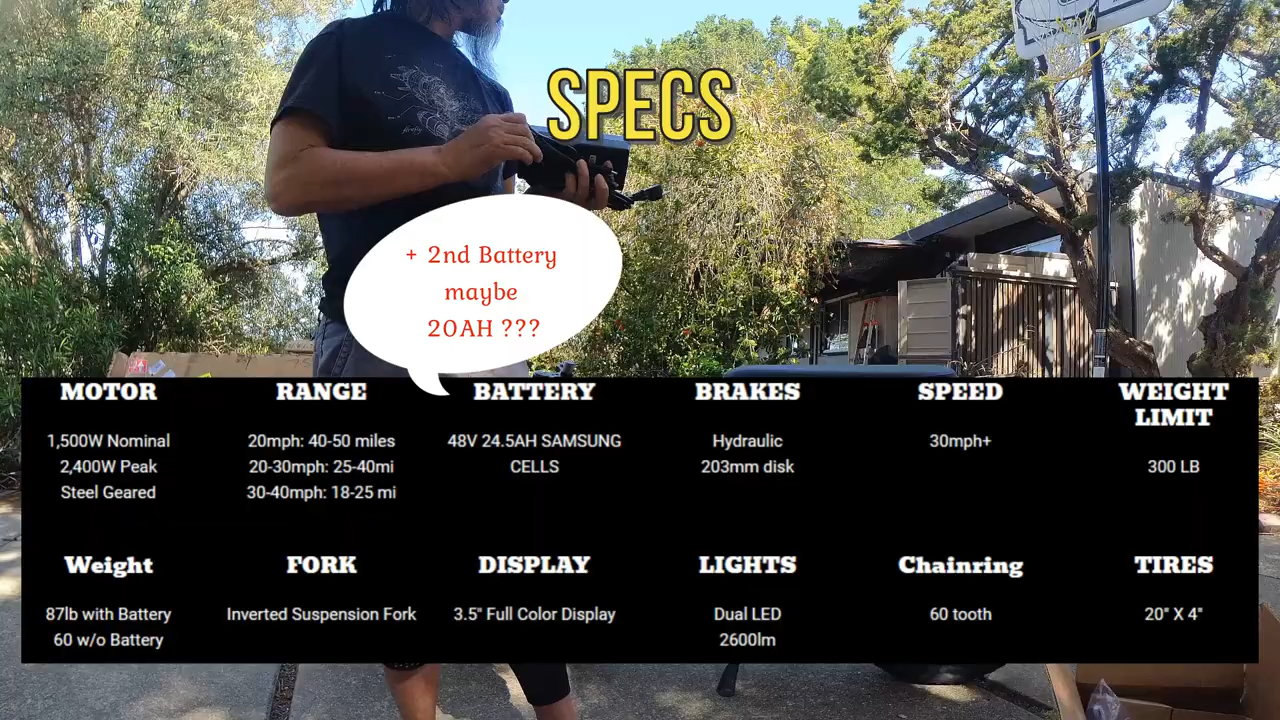 SPECS
+ 2nd Battery
maybe
20AH ???
MOTOR
1,500W Nominal
2,400W Peak
Steel Geared
RANGE
20mph: 40-50 miles
20-30mph: 25-40mi
30-40mph: 18-25 mi
BATTERY
48V 24.5AH SAMSUNG
CELLS
BRAKES
Hydraulic
203mm disk
SPEED
30mph+
WEIGHT
LIMIT
300 LB
Weight
87lb with Battery
60 w/o Battery
FORK
Inverted Suspension Fork
DISPLAY
3.5" Full Color Display
LIGHTS
Dual LED
2600lm
Chainring
60 tooth
TIRES
20" X 4"